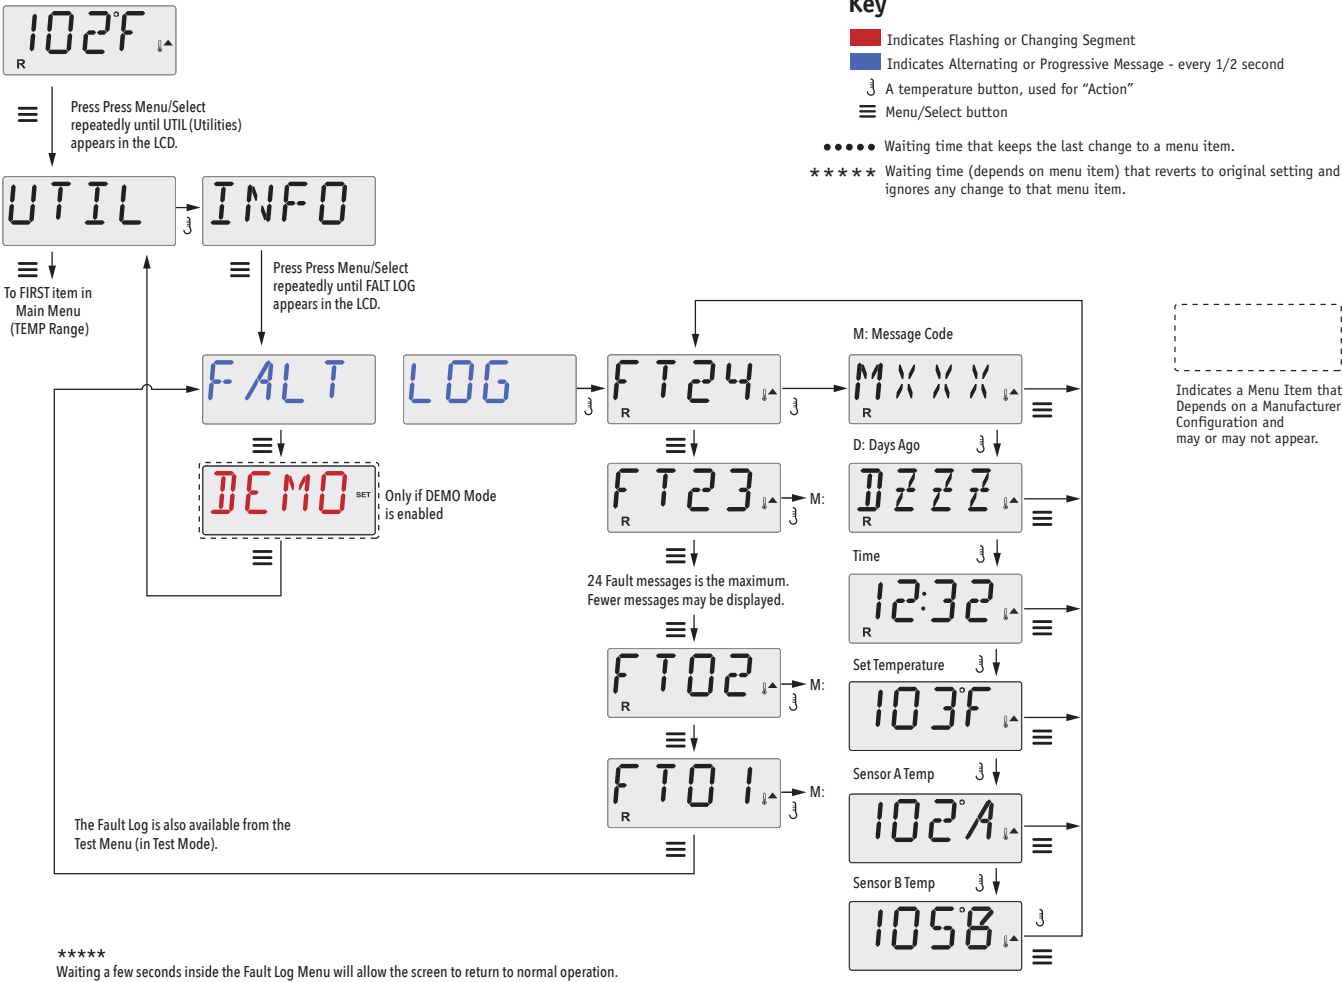 102°F
R
Press Press Menu/Select
repeatedly until UTIL (Utilities)
appears in the LCD.
UTIL
INFO
To FIRST item in
Main Menu
(TEMP Range)
Press Press Menu/Select
repeatedly until FALT LOG
appears in the LCD.
Key
Indicates Flashing or Changing Segment
Indicates Alternating or Progressive Message - every 1/2 second
A temperature button, used for “Action”
Menu/Select button
••••• Waiting time that keeps the last change to a menu item.
***** Waiting time (depends on menu item) that reverts to original setting and
ignores any change to that menu item.
Indicates a Menu Item that
Depends on a Manufacturer
Configuration and
may or may not appear.
FALT
LOG
DEMO
SET
Only if DEMO Mode
is enabled
FT24
R
FT23
R
M:
24 Fault messages is the maximum.
Fewer messages may be displayed.
FT02
R
M:
FT01
R
M:
M: Message Code
MXXX
R
D: Days Ago
DZZZ
R
Time
12:32
R
Set Temperature
103°F
Sensor A Temp
102°A
Sensor B Temp
105°B
The Fault Log is also available from the
Test Menu (in Test Mode).
*****
Waiting a few seconds inside the Fault Log Menu will allow the screen to return to normal operation.